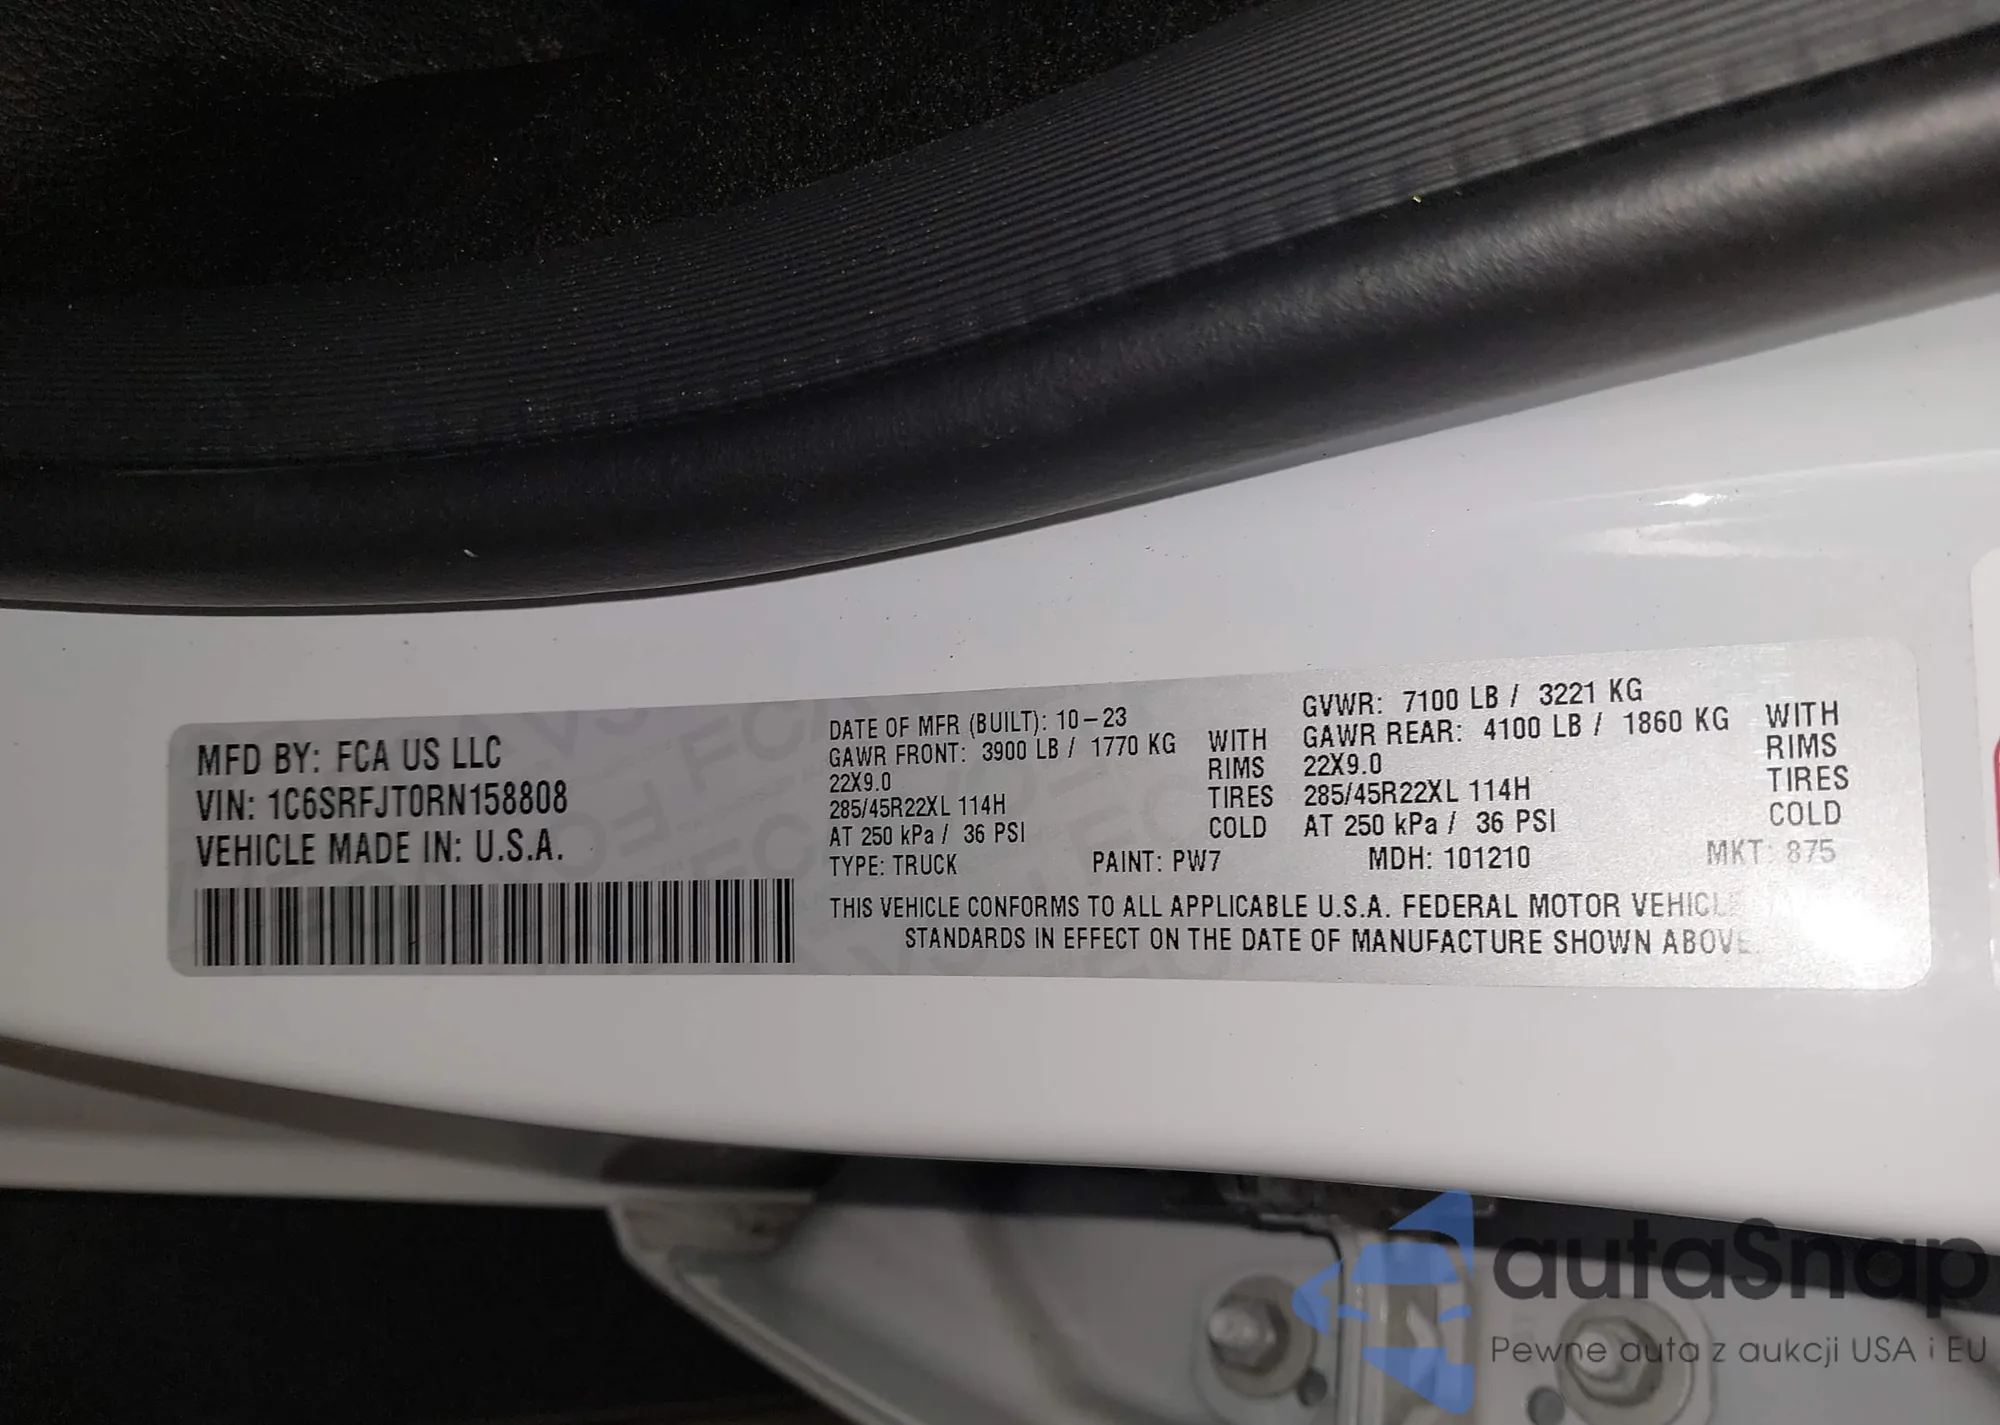 MFD BY: FCA US LLC
VIN: 1C6SRFJT0RN158808
VEHICLE MADE IN: U.S.A.
DATE OF MFR (BUILT): 10-23
GVWR: 7100 LB / 3221 KG
GAWR FRONT: 3900 LB / 1770 KG WITH
22X9.0 RIMS
285/45R22XL 114H TIRES
AT 250 kPa / 36 PSI COLD
GAWR REAR: 4100 LB / 1860 KG WITH
22X9.0 RIMS
285/45R22XL 114H TIRES
AT 250 kPa / 36 PSI COLD
TYPE: TRUCK PAINT: PW7 MDH: 101210 MKT: 875
THIS VEHICLE CONFORMS TO ALL APPLICABLE U.S.A. FEDERAL MOTOR VEHICL
STANDARDS IN EFFECT ON THE DATE OF MANUFACTURE SHOWN ABOVE.
autaSnap
Pewne auta z aukcji USA i EU